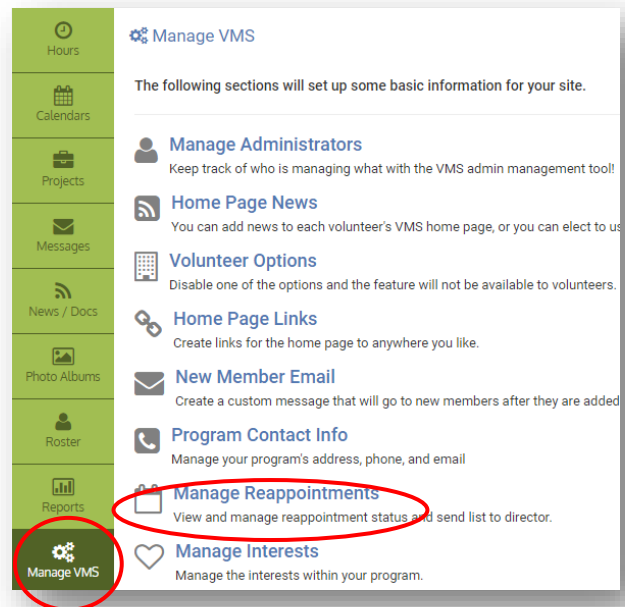 Hours
Calendars
Projects
Messages
News / Docs
Photo Albums
Roster
Reports
Manage VMS
Manage VMS
The following sections will set up some basic information for your site.
Manage Administrators
Keep track of who is managing what with the VMS admin management tool!
Home Page News
You can add news to each volunteer's VMS home page, or you can elect to us
Volunteer Options
Disable one of the options and the feature will not be available to volunteers.
Home Page Links
Create links for the home page to anywhere you like.
New Member Email
Create a custom message that will go to new members after they are added
Program Contact Info
Manage your program's address, phone, and email
Manage Reappointments
View and manage reappointment status and send list to director.
Manage Interests
Manage the interests within your program.